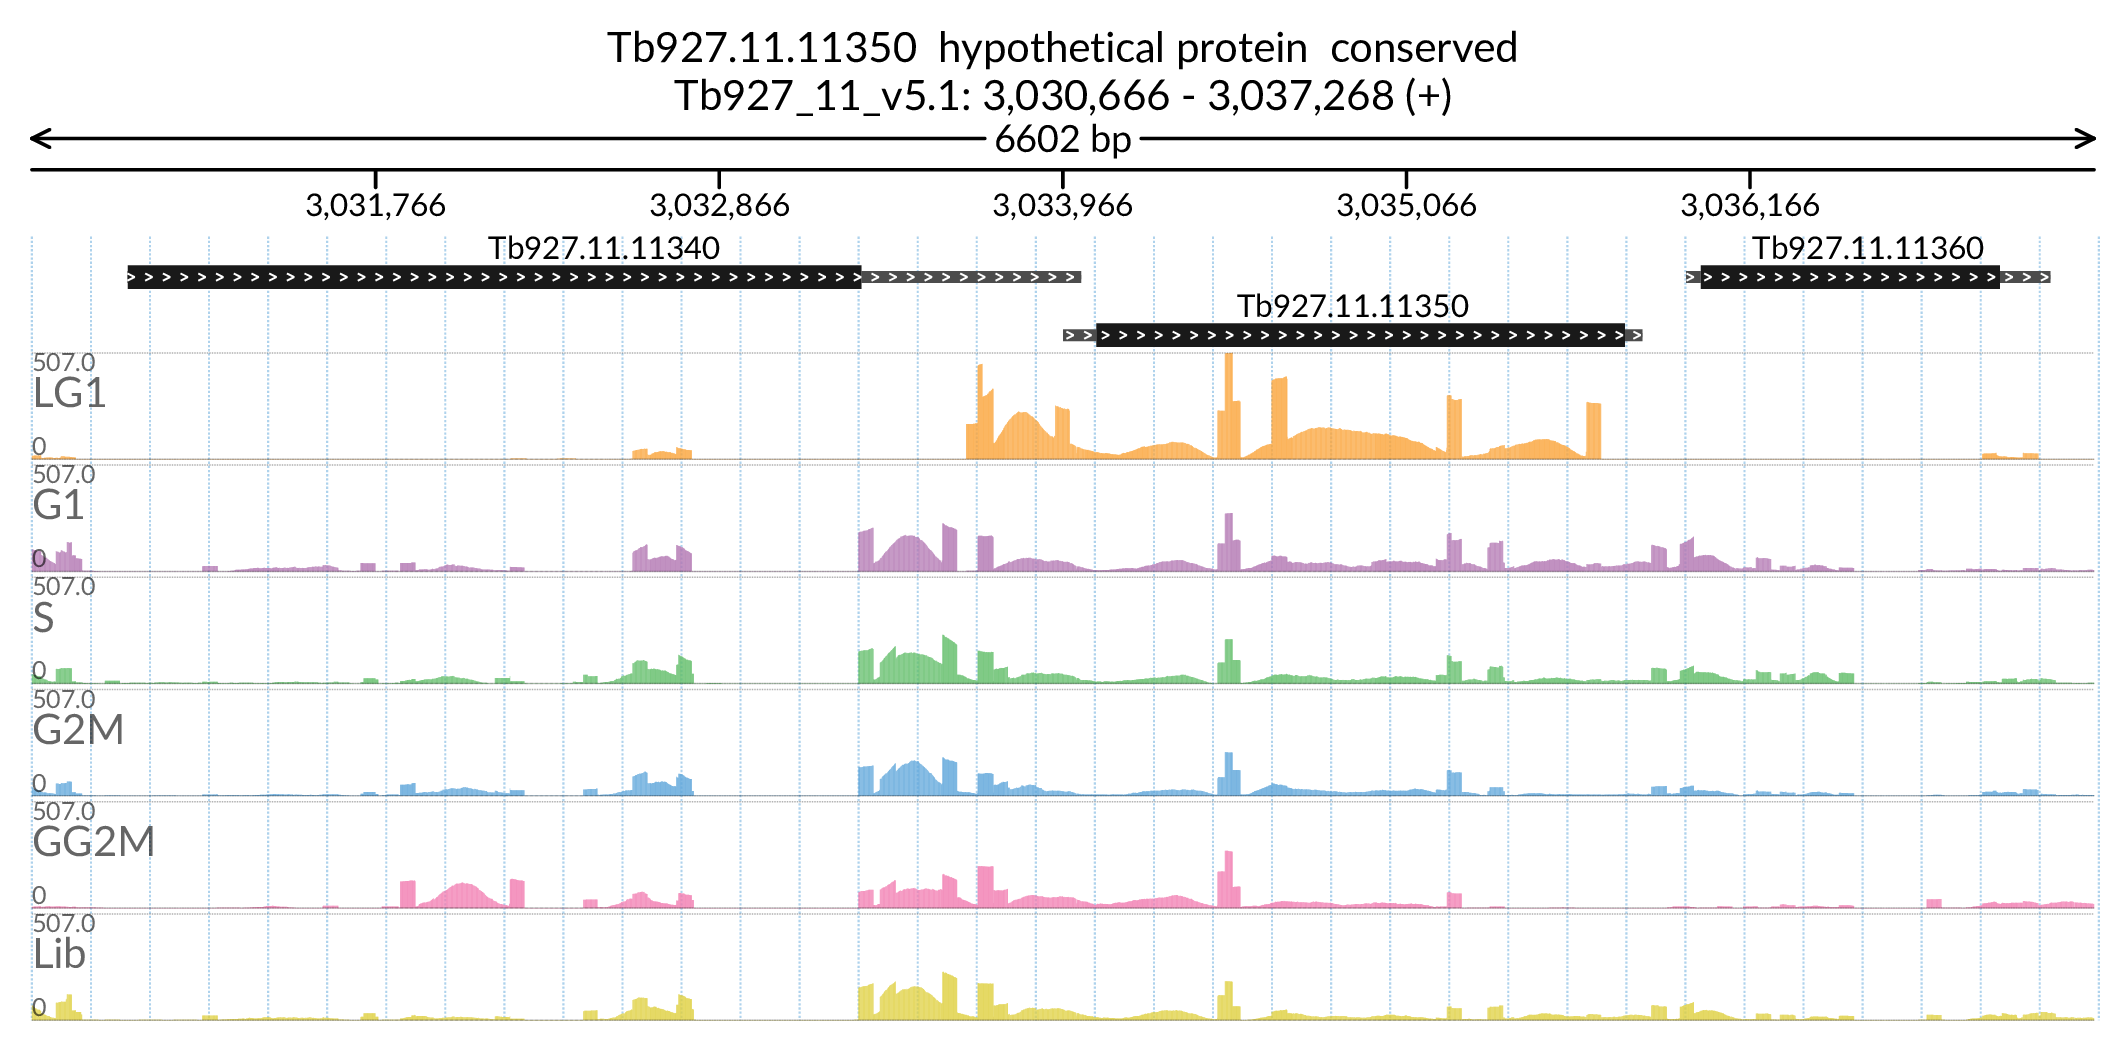 Tb927.11.11350 hypothetical protein conserved
Tb927_11_v5.1: 3,030,666 - 3,037,268 (+)
6602 bp
3,031,766 3,032,866 3,033,966 3,035,066 3,036,166
Tb927.11.11340 Tb927.11.11360
Tb927.11.11350
507.0
LG1
0
507.0
G1
0
507.0
S
0
507.0
G2M
0
507.0
GG2M
0
507.0
Lib
0